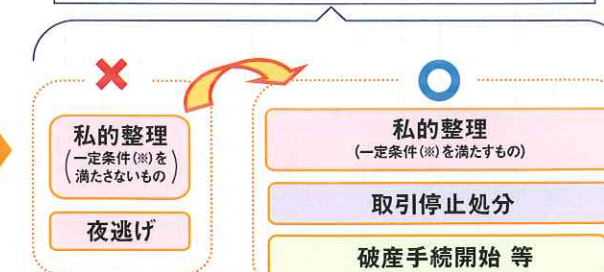 私的整理
(一定条件(※)を
満たさないもの)
夜逃げ
私的整理
(一定条件(※)を満たすもの)
取引停止処分
破産手続開始 等